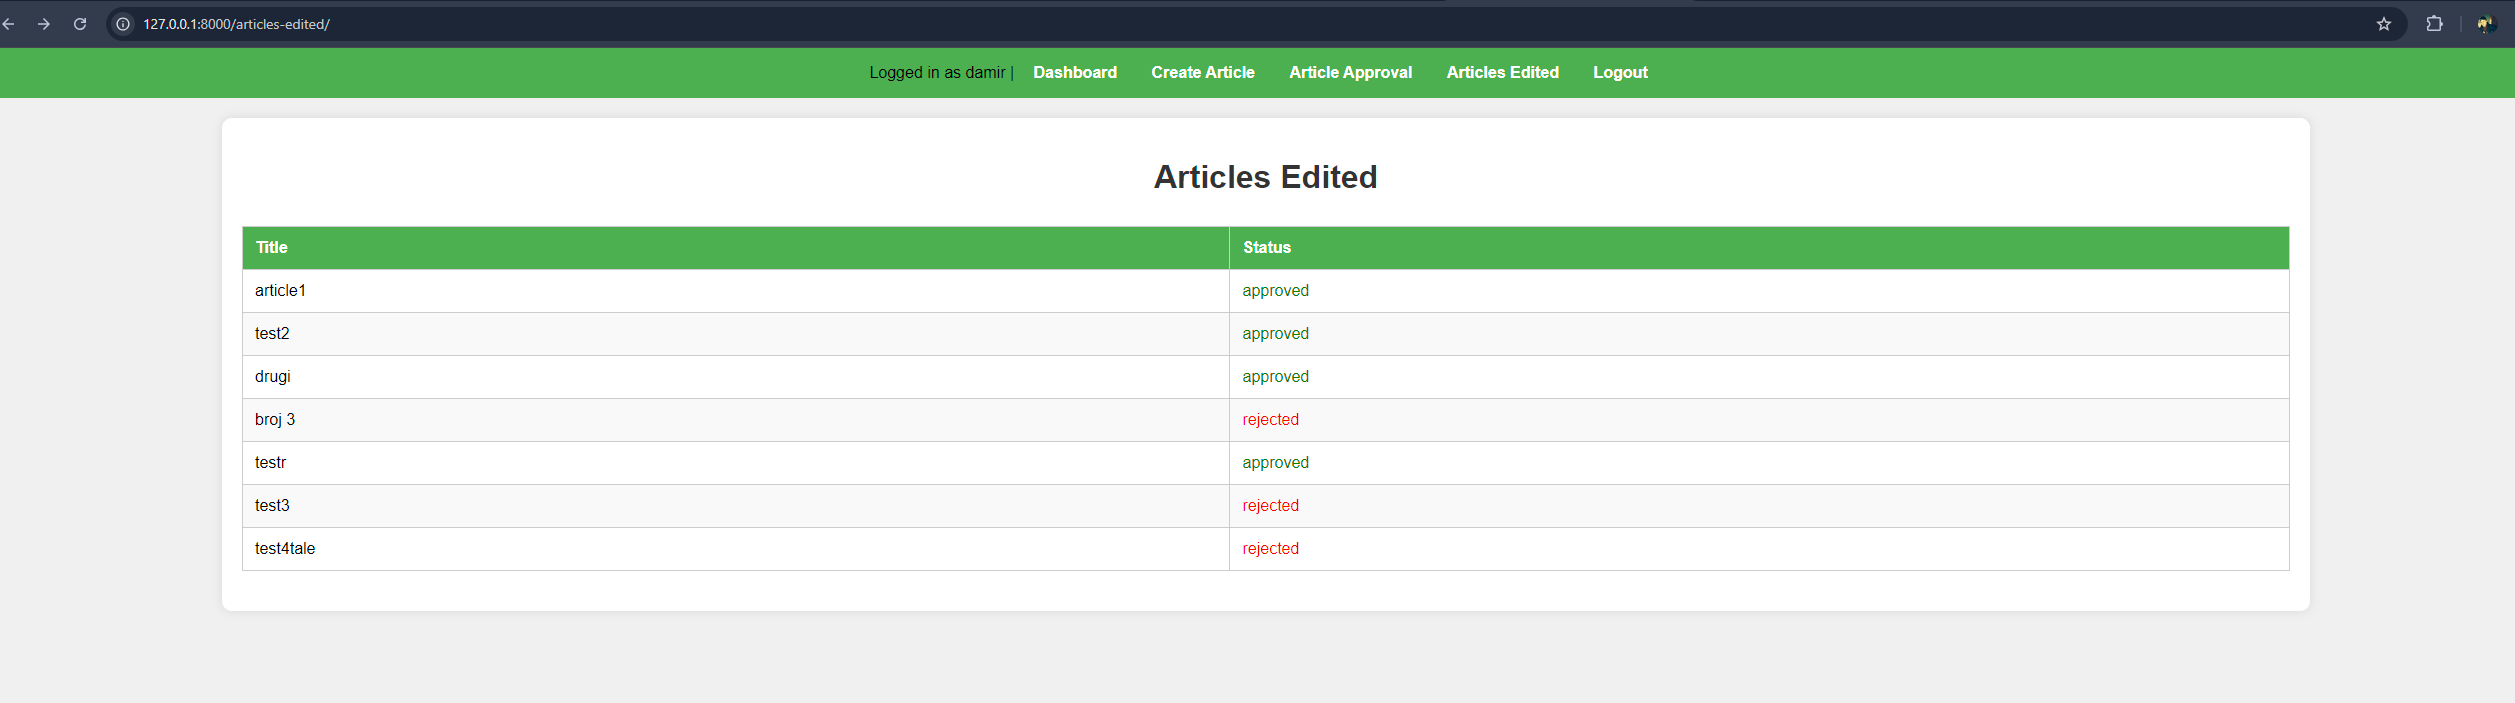 127.0.0.1:8000/articles-edited/
Logged in as damir | Dashboard Create Article Article Approval Articles Edited Logout
Articles Edited
Title Status
article1 approved
test2 approved
drugi approved
broj 3 rejected
testr approved
test3 rejected
test4tale rejected